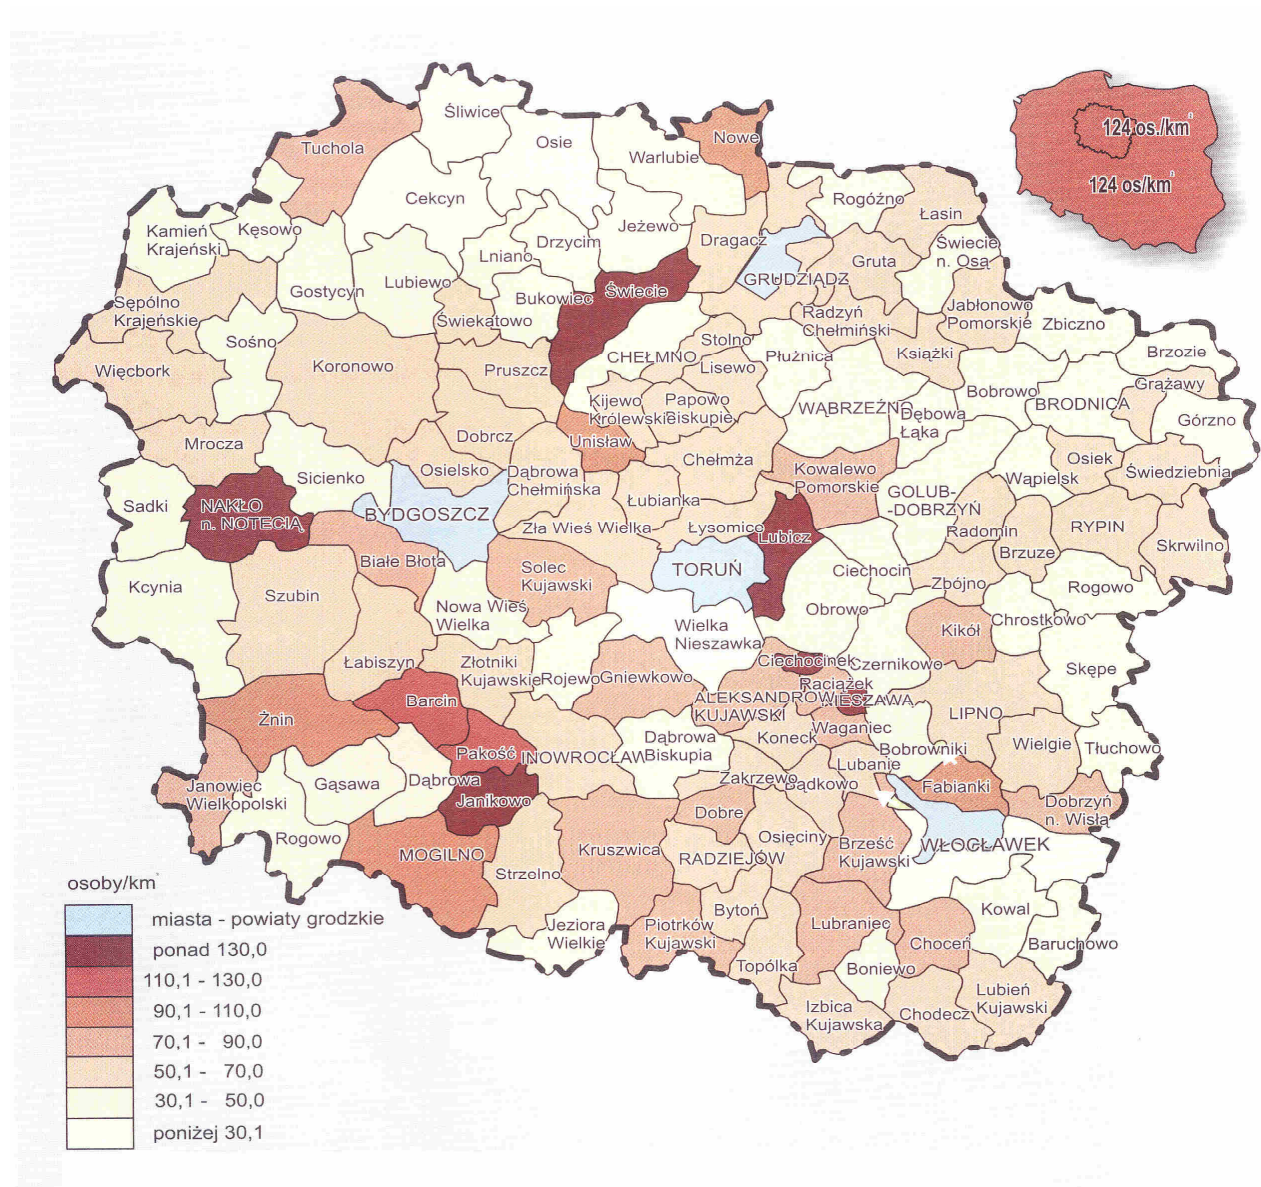 Śliwice
Osie
Nowe
Tuchola
Warlubie
124 os./km²
124 os/km²
Cekcyn
Rogóźno
Łasin
Kamień
Krajeński
Kęsowo
Jeżewo
Drzycim
Dragacz
Świecie
n. Osą
Lniano
Gruta
Gostycyn
Lubiewo
Bukowiec
Świecie
GRUDZIĄDZ
Sępólno
Krajeńskie
Świekatowo
Radzyń
Chełmiński
Jabłonowo
Pomorskie
Zbiczno
Sośno
Stolno
CHEŁMNO
Płużnica
Książki
Brzozie
Więcbork
Koronowo
Pruszcz
Lisewo
Grążawy
Bobrowo
BRODNICA
Kijewo
Królewskie
Papowo
Biskupie
WĄBRZEŹNO
Dębowa
Łąka
Górzno
Mrocza
Dobrcz
Unisław
Chełmża
Osiek
Świedziebnia
Sicienko
Osielsko
Dąbrowa
Chełmińska
Kowalewo
Pomorskie
Wąpielsk
Sadki
NAKŁO
n. NOTECIĄ
BYDGOSZCZ
Łubianka
GOLUB-
-DOBRZYŃ
Zła Wieś Wielka
Łysomice
Lubicz
Radomin
RYPIN
Skrwilno
Brzuze
Białe Błota
Solec
Kujawski
TORUŃ
Ciechocin
Zbójno
Rogowo
Kcynia
Szubin
Nowa Wieś
Wielka
Obrowo
Wielka
Nieszawka
Kikół
Chrostkowo
Łabiszyn
Złotniki
Kujawskie
Rojewo
Gniewkowo
Ciechocinek
Czernikowo
Skępe
Raciążek
NIESZAWA
ALEKSANDRÓW
KUJAWSKI
Barcin
Żnin
Waganiec
LIPNO
Koneck
Dąbrowa
Biskupia
Pakość
INOWROCŁAW
Bobrowniki
Wielgie
Tłuchowo
Lubanie
Janowiec
Wielkopolski
Gąsawa
Dąbrowa
Janikowo
Zakrzewo
Bądkowo
Fabianki
Dobrzyń
n. Wisłą
Dobre
Rogowo
Osięciny
Brześć
Kujawski
WŁOCŁAWEK
MOGILNO
Kruszwica
RADZIEJÓW
Strzelno
Jeziora
Wielkie
Piotrków
Kujawski
Bytoń
Lubraniec
Kowal
Choceń
Baruchowo
Topólka
Boniewo
Izbica
Kujawska
Chodecz
Lubień
Kujawski
osoby/km²
miasta - powiaty grodzkie
ponad 130,0
110,1 - 130,0
90,1 - 110,0
70,1 - 90,0
50,1 - 70,0
30,1 - 50,0
poniżej 30,1